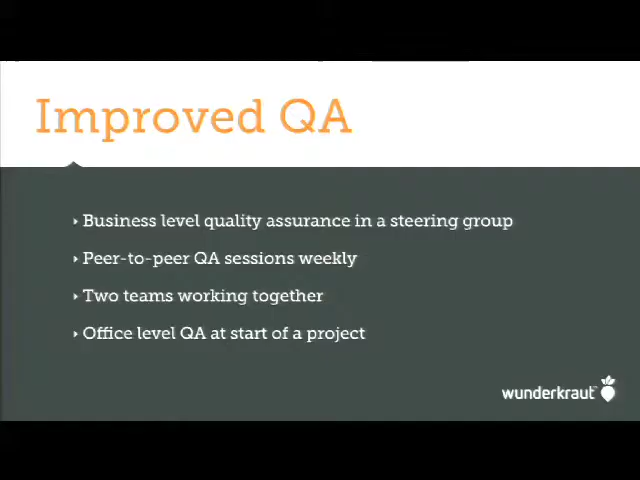 Improved QA
Business level quality assurance in a steering group
Peer-to-peer QA sessions weekly
Two teams working together
Office level QA at start of a project
wunderkraut